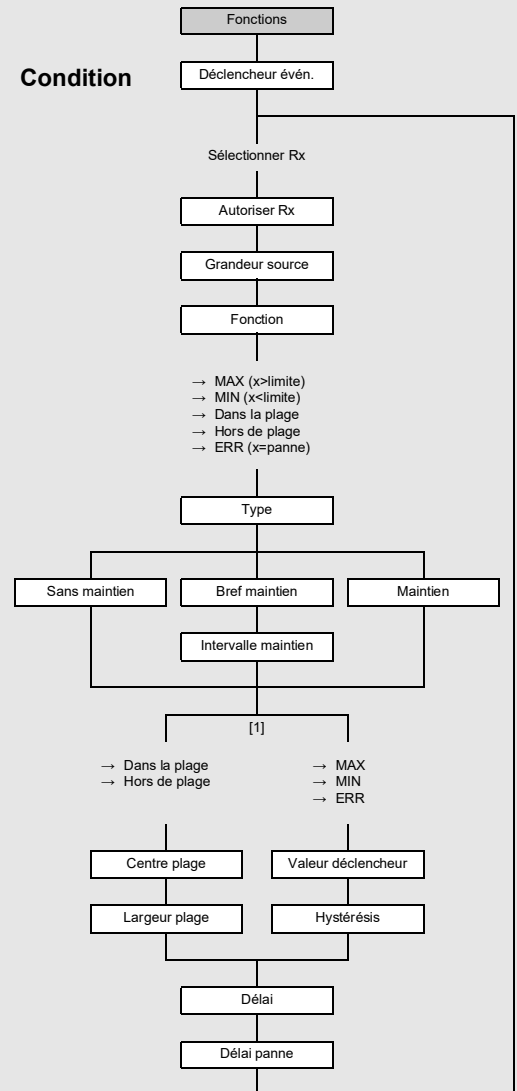 Fonctions
Condition
Déclencheur évén.
Sélectionner Rx
Autoriser Rx
Grandeur source
Fonction
→ MAX (x>limite)
→ MIN (x<limite)
→ Dans la plage
→ Hors de plage
→ ERR (x=panne)
Type
Sans maintien
Bref maintien
Maintien
Intervalle maintien
[1]
→ Dans la plage
→ Hors de plage
→ MAX
→ MIN
→ ERR
Centre plage
Valeur déclencheur
Largeur plage
Hystérésis
Délai
Délai panne